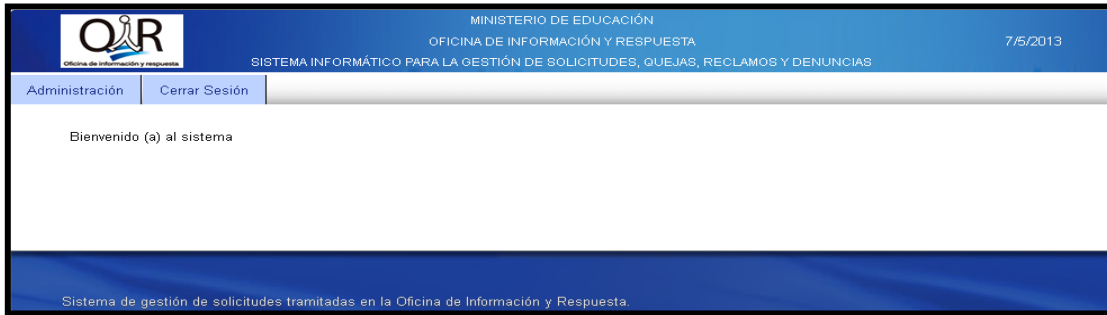 MINISTERIO DE EDUCACIÓN
OIR
OFICINA DE INFORMACIÓN Y RESPUESTA
7/5/2013
Oficina de información y respuesta
SISTEMA INFORMÁTICO PARA LA GESTIÓN DE SOLICITUDES, QUEJAS, RECLAMOS Y DENUNCIAS
Administración
Cerrar Sesión
Bienvenido (a) al sistema
Sistema de gestión de solicitudes tramitadas en la Oficina de Información y Respuesta.